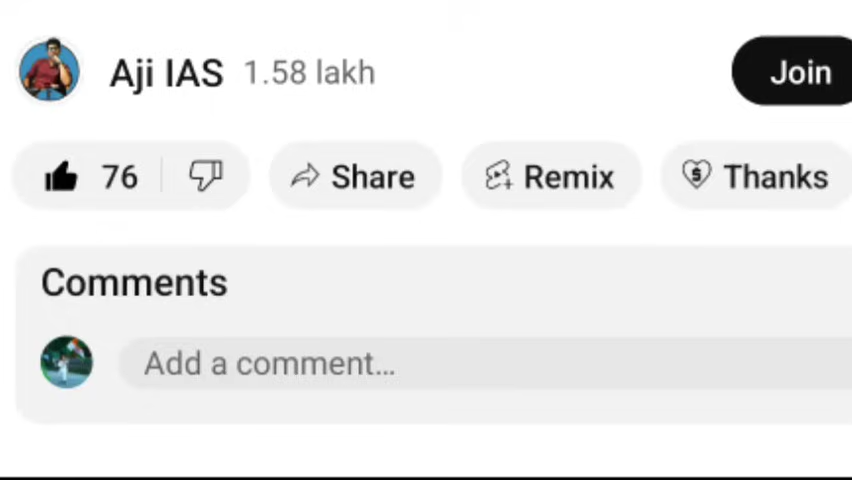 Aji IAS 1.58 lakh Join
76 Share Remix Thanks
Comments
Add a comment...